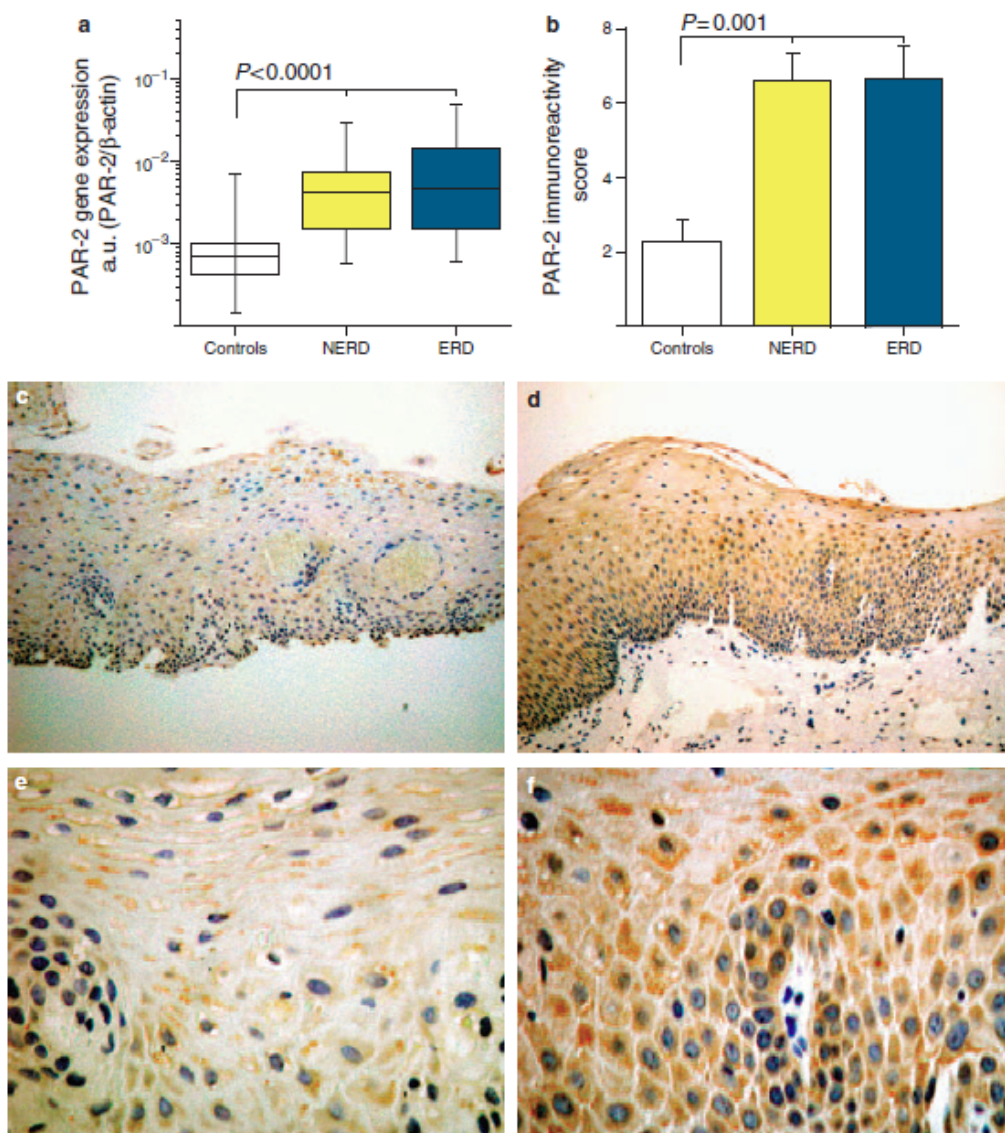 a
PAR-2 gene expression
a.u. (PAR-2/β-actin)
P<0.0001
10⁻¹
10⁻²
10⁻³
Controls
NERD
ERD
b
PAR-2 immunoreactivity
score
P=0.001
8
6
4
2
Controls
NERD
ERD
c
d
e
f